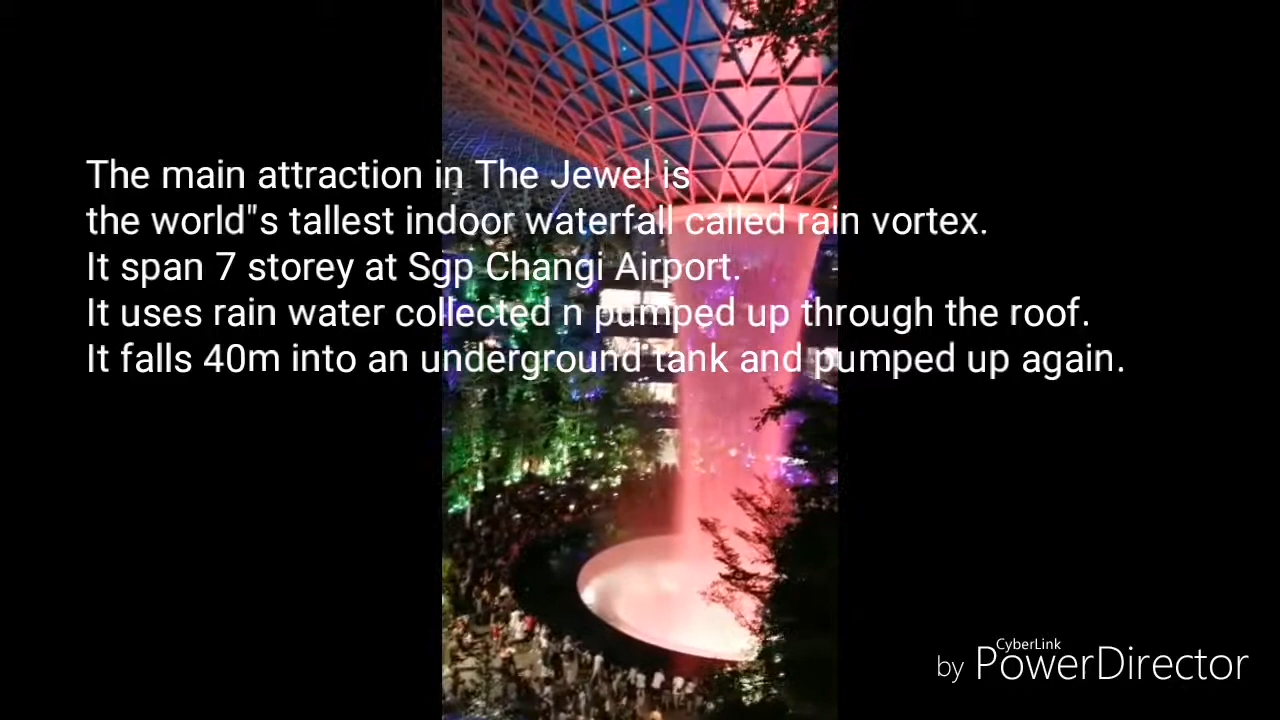 The main attraction in The Jewel is
the world"s tallest indoor waterfall called rain vortex.
It span 7 storey at Sgp Changi Airport.
It uses rain water collected n pumped up through the roof.
It falls 40m into an underground tank and pumped up again.
CyberLink
by PowerDirector